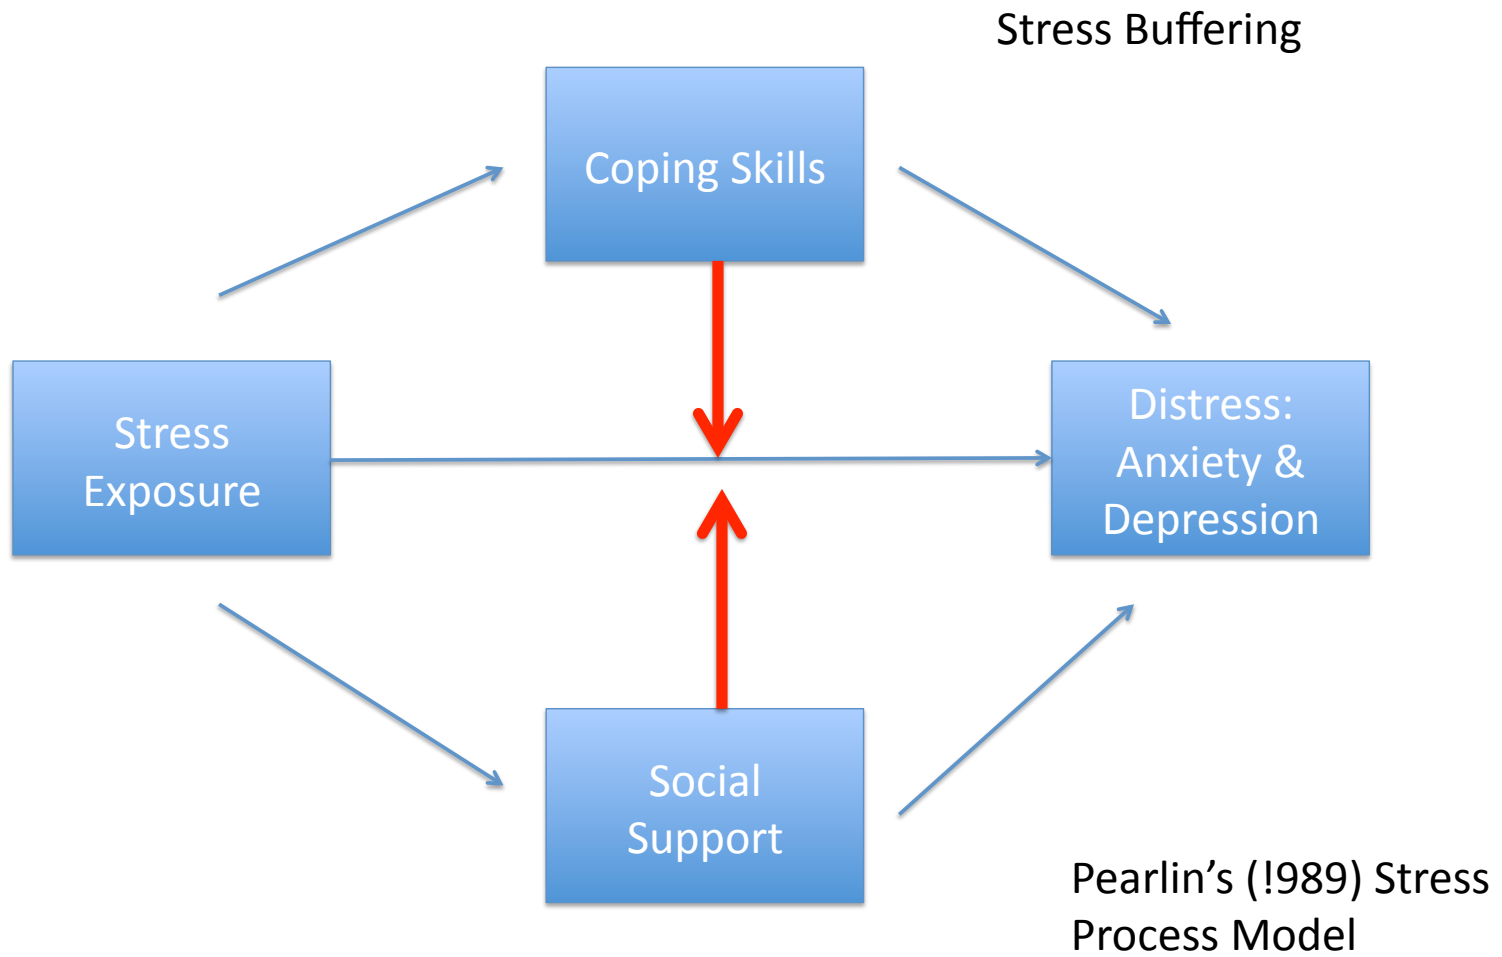 Stress Buffering
Coping Skills
Stress
Exposure
Distress:
Anxiety &
Depression
Social
Support
Pearlin’s (!989) Stress
Process Model